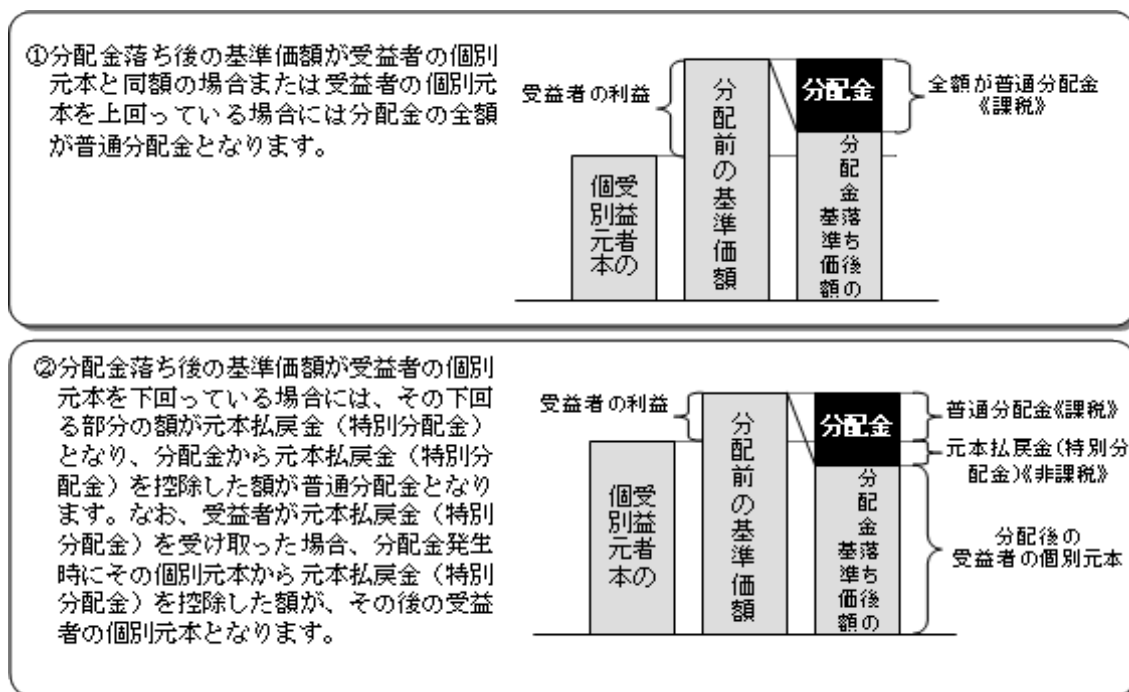 ①分配金落ち後の基準価額が受益者の個別
元本と同額の場合または受益者の個別元
本を上回っている場合には分配金の全額
が普通分配金となります。
受益者の利益
受益者の
個別元本
分配前の基準価額
分配金
分配金落ち後の
基準価額
全額が普通分配金
《課税》
②分配金落ち後の基準価額が受益者の個別
元本を下回っている場合には、その下回
る部分の額が元本払戻金（特別分配金）
となり、分配金から元本払戻金（特別分
配金）を控除した額が普通分配金となり
ます。なお、受益者が元本払戻金（特別
分配金）を受け取った場合、分配金発生
時にその個別元本から元本払戻金（特別
分配金）を控除した額が、その後の受益
者の個別元本となります。
受益者の利益
受益者の
個別元本
分配前の基準価額
分配金
分配金落ち後の
基準価額
普通分配金《課税》
元本払戻金(特別分
配金)《非課税》
分配後の
受益者の個別元本